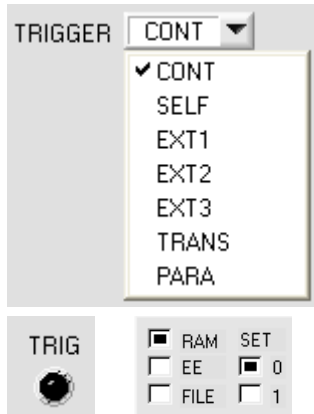 TRIGGER CONT
CONT
SELF
EXT1
EXT2
EXT3
TRANS
PARA
TRIG
RAM SET
EE 0
FILE 1